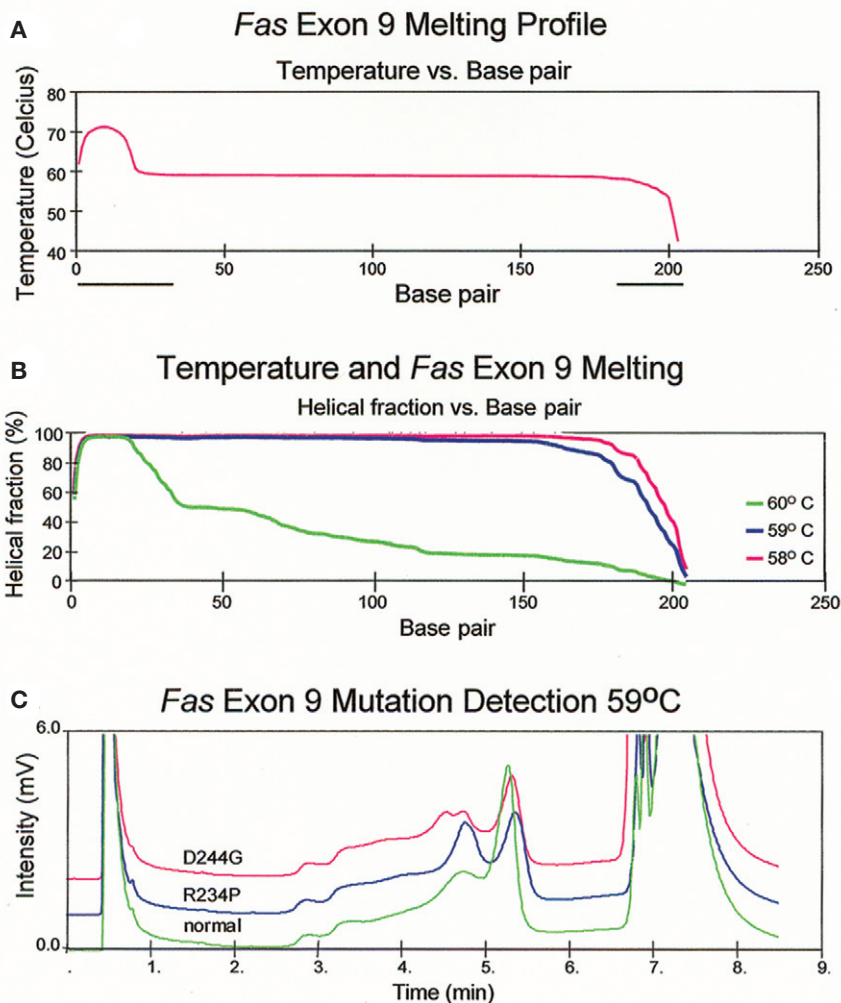 A
Fas Exon 9 Melting Profile
Temperature vs. Base pair
Temperature (Celcius)
80
70
60
50
40
0 50 100 150 200 250
Base pair
B
Temperature and Fas Exon 9 Melting
Helical fraction vs. Base pair
Helical fraction (%)
100
80
60
40
20
0
60º C
59º C
58º C
0 50 100 150 200 250
Base pair
C
Fas Exon 9 Mutation Detection 59ºC
Intensity (mV)
6.0
D244G
R234P
normal
0.0
. 1. 2. 3. 4. 5. 6. 7. 8. 9.
Time (min)